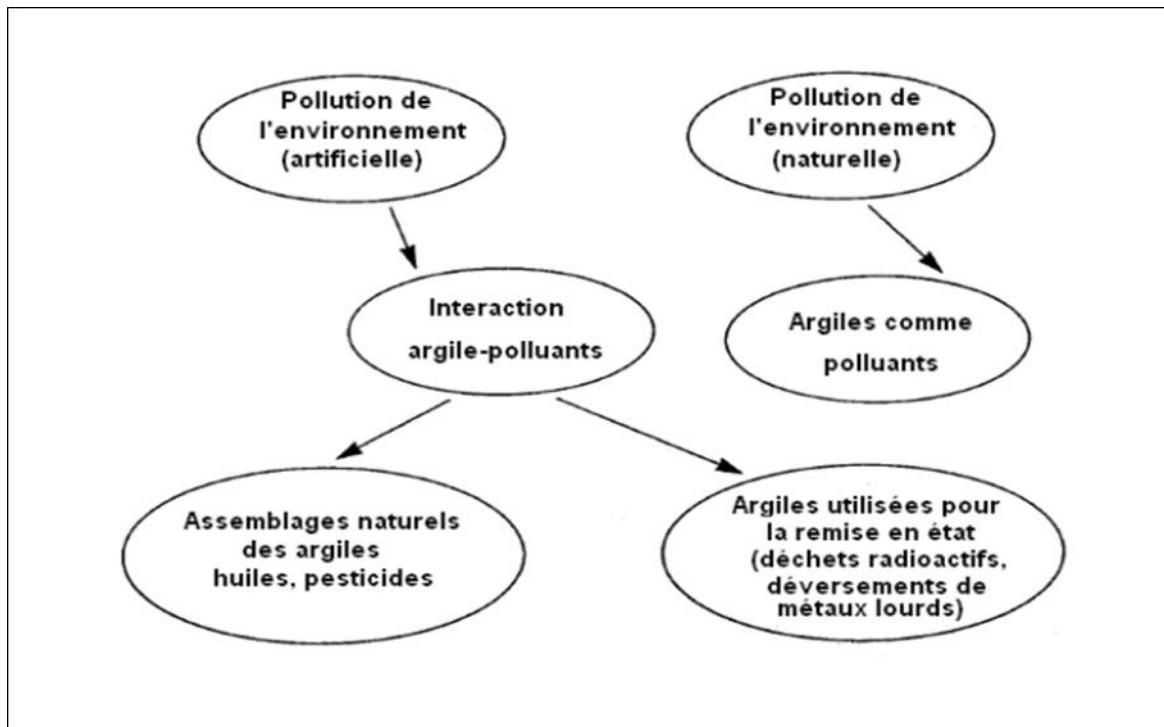 Pollution de
l'environnement
(artificielle)
Pollution de
l'environnement
(naturelle)
Interaction
argile-polluants
Argiles comme
polluants
Assemblages naturels
des argiles
huiles, pesticides
Argiles utilisées pour
la remise en état
(déchets radioactifs,
déversements de
métaux lourds)